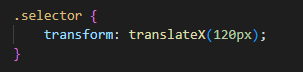 .selector {
    transform: translateX(120px);
}